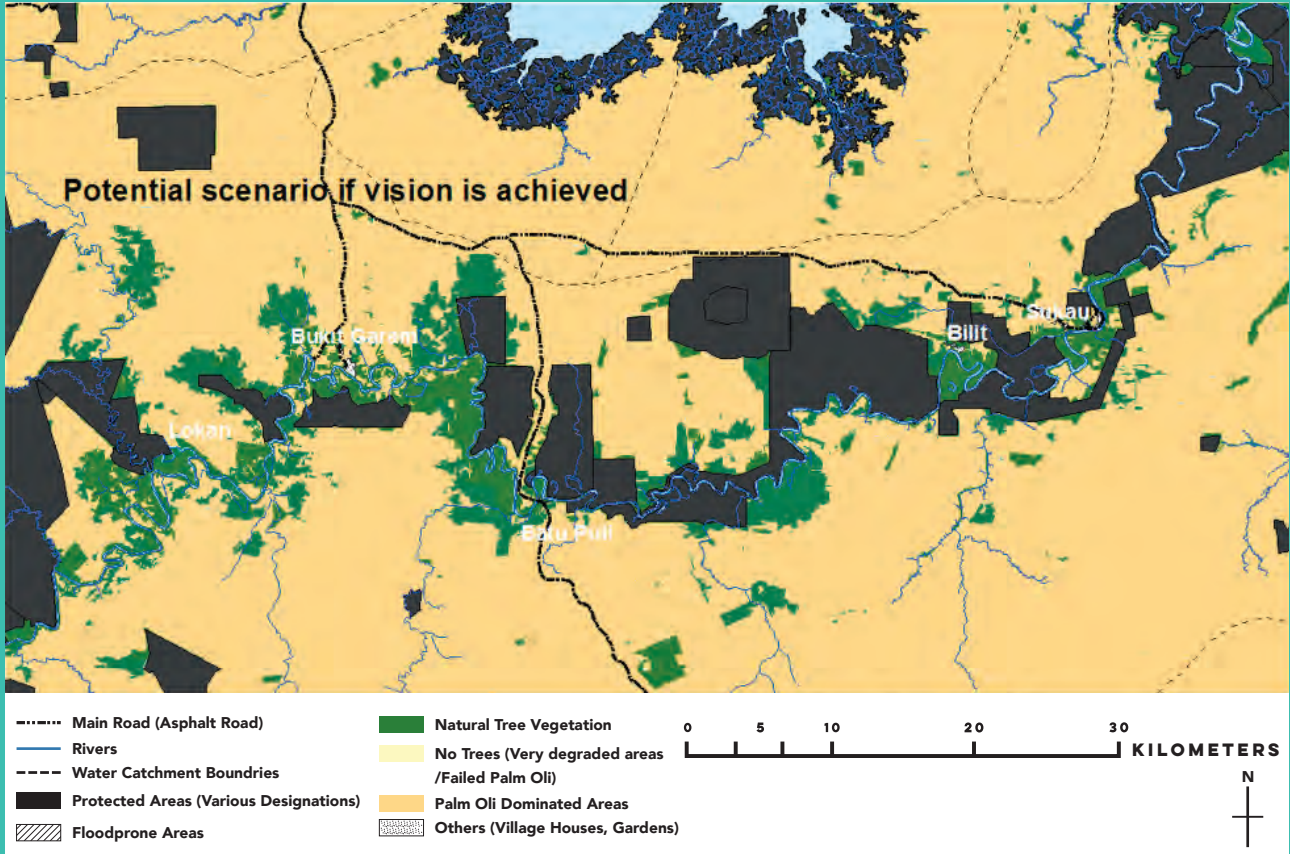 Potential scenario if vision is achieved
Bukit Garam
Sukau
Bilit
Lokan
Batu Puti
Main Road (Asphalt Road)
Rivers
Water Catchment Boundries
Protected Areas (Various Designations)
Floodprone Areas
Natural Tree Vegetation
No Trees (Very degraded areas
/Failed Palm Oli)
Palm Oli Dominated Areas
Others (Village Houses, Gardens)
0 5 10 20 30
KILOMETERS
N